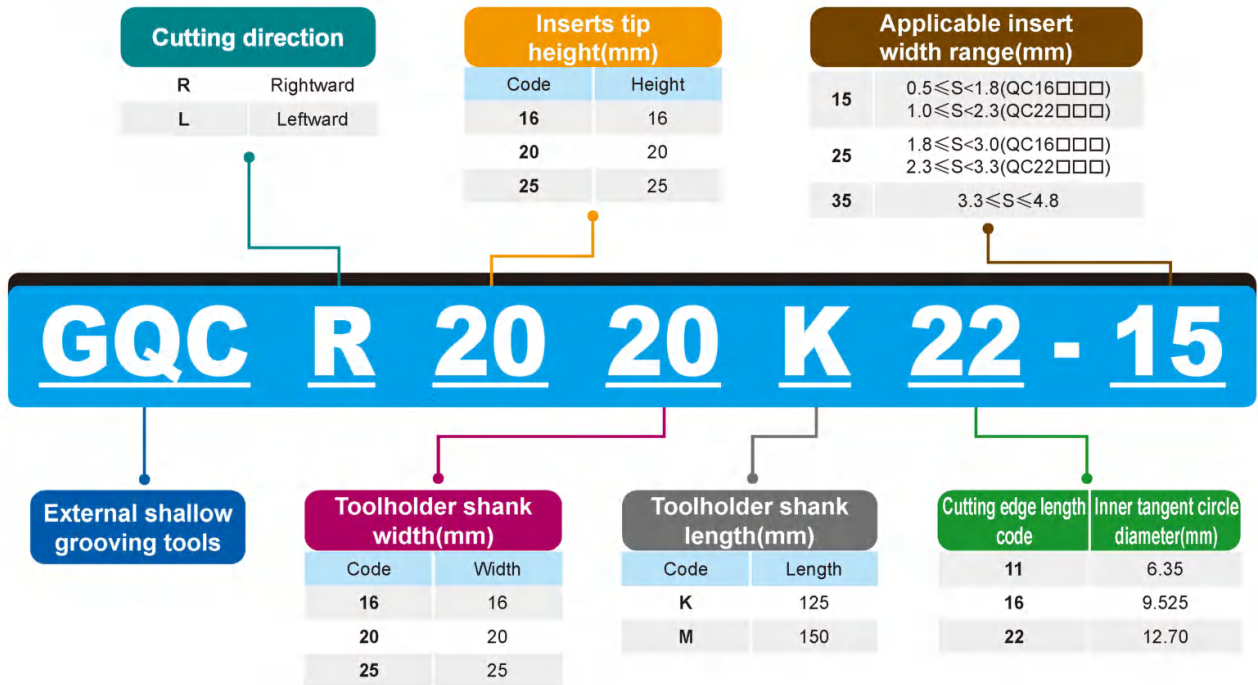 Cutting direction
R Rightward
L Leftward
Inserts tip
height(mm)
Code Height
16 16
20 20
25 25
Applicable insert
width range(mm)
15 0.5≤S<1.8(QC16□□□)
1.0≤S<2.3(QC22□□□)
25 1.8≤S<3.0(QC16□□□)
2.3≤S<3.3(QC22□□□)
35 3.3≤S≤4.8
GQC R 20 20 K 22 - 15
External shallow
grooving tools
Toolholder shank
width(mm)
Code Width
16 16
20 20
25 25
Toolholder shank
length(mm)
Code Length
K 125
M 150
Cutting edge length
code
Inner tangent circle
diameter(mm)
11 6.35
16 9.525
22 12.70